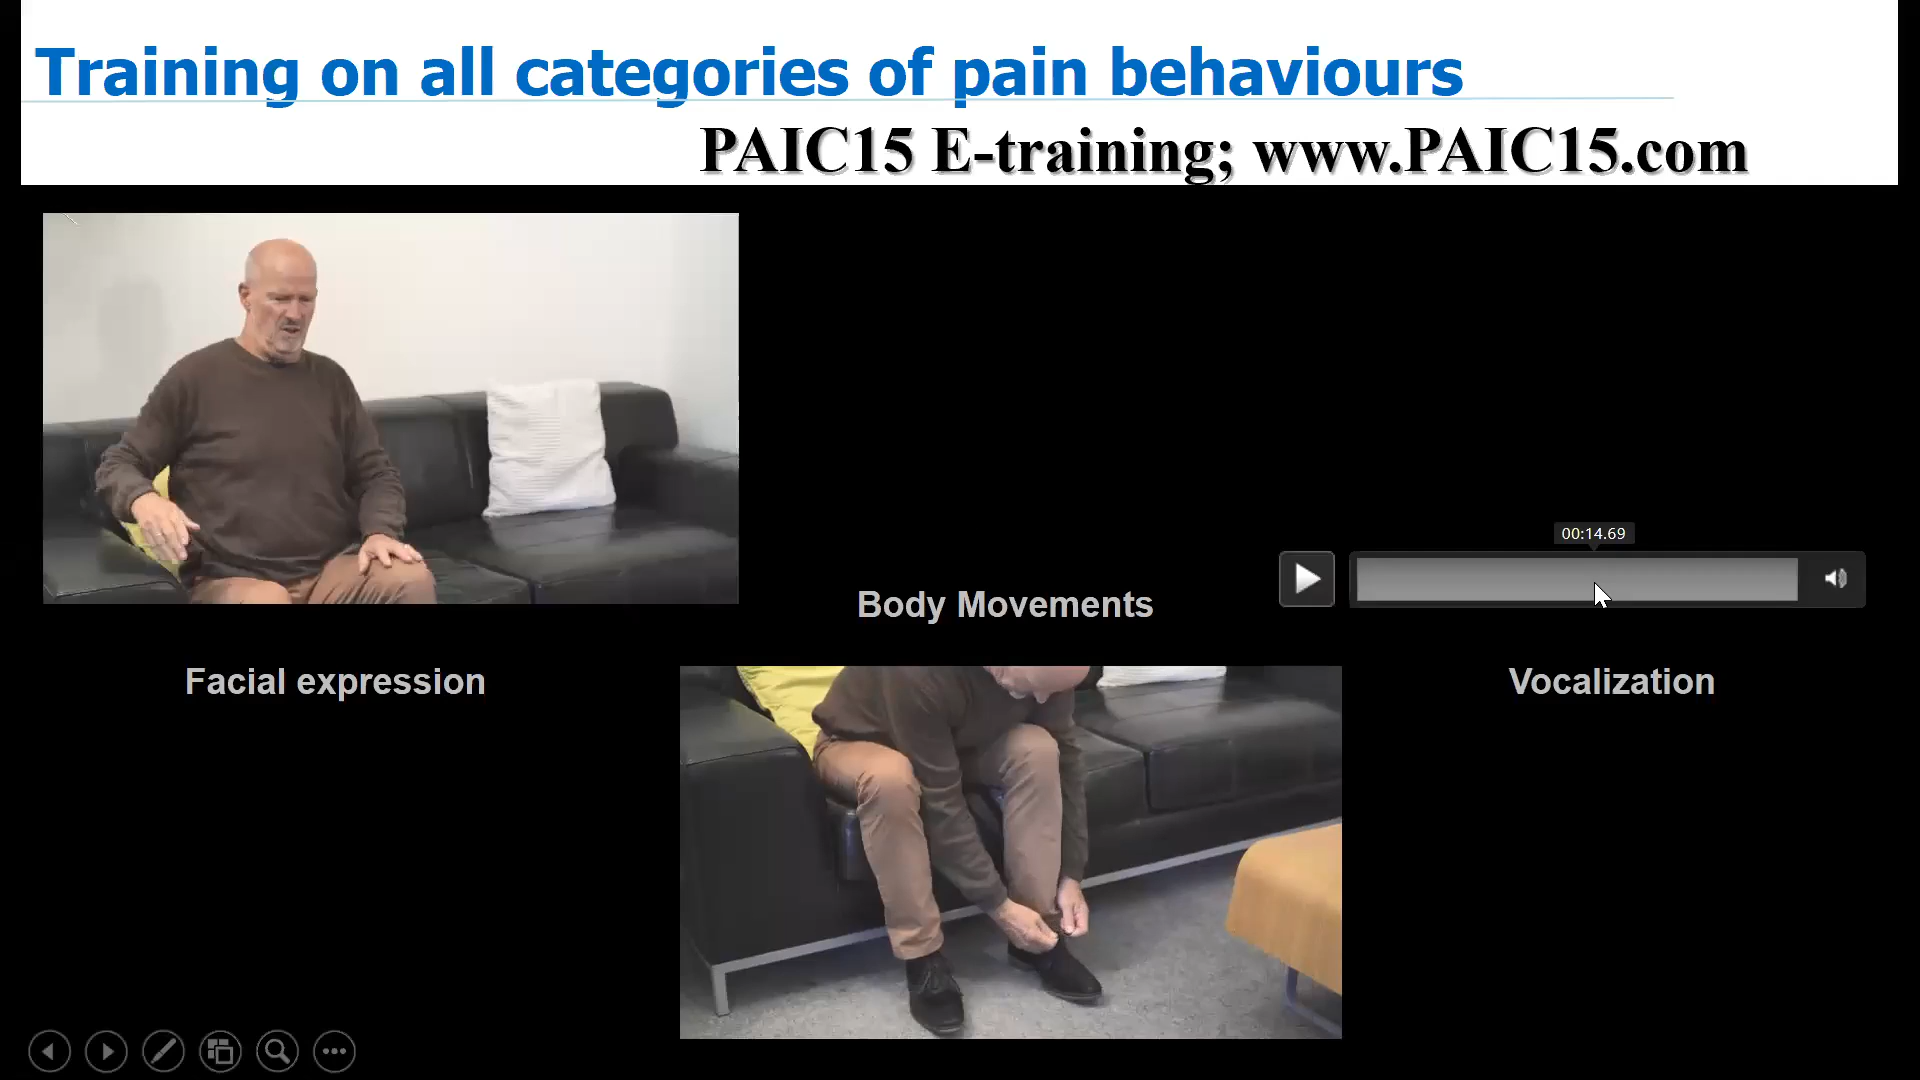 Training on all categories of pain behaviours
PAIC15 E-training; www.PAIC15.com
00:14.69
Body Movements
Facial expression
Vocalization